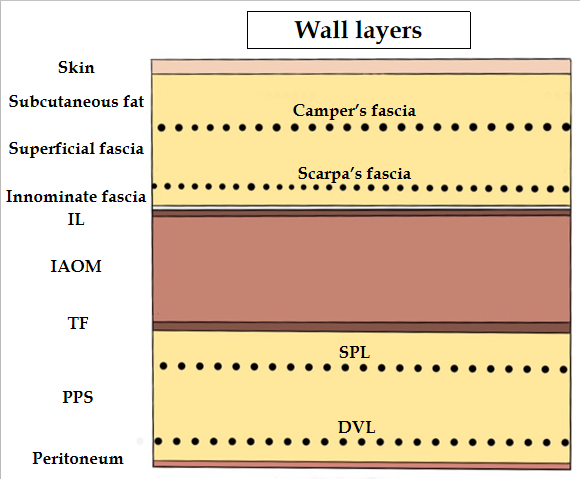 Wall layers
Skin
Subcutaneous fat
Camper's fascia
Superficial fascia
Scarpa's fascia
Innominate fascia
IL
IAOM
TF
SPL
PPS
DVL
Peritoneum